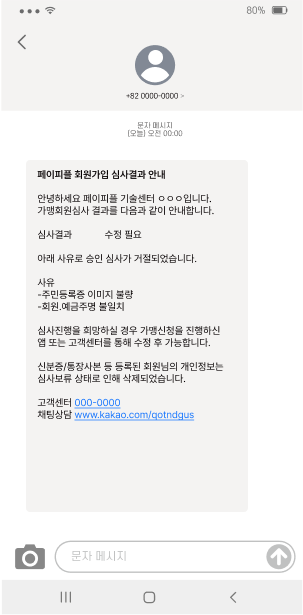 80%
+82 0000-0000 >
문자 메시지
[오늘] 오전 00:00
페이피플 회원가입 심사결과 안내
안녕하세요 페이피플 기술센터 ㅇㅇㅇ입니다.
가맹회원심사 결과를 다음과 같이 안내합니다.
심사결과 수정 필요
아래 사유로 승인 심사가 거절되었습니다.
사유
-주민등록증 이미지 불량
-회원.예금주명 불일치
심사진행을 희망하실 경우 가맹신청을 진행하신
앱 또는 고객센터를 통해 수정 후 가능합니다.
신분증/통장사본 등 등록된 회원님의 개인정보는
심사보류 상태로 인해 삭제되었습니다.
고객센터 000-0000
채팅상담 www.kakao.com/qotndgus
문자 메시지